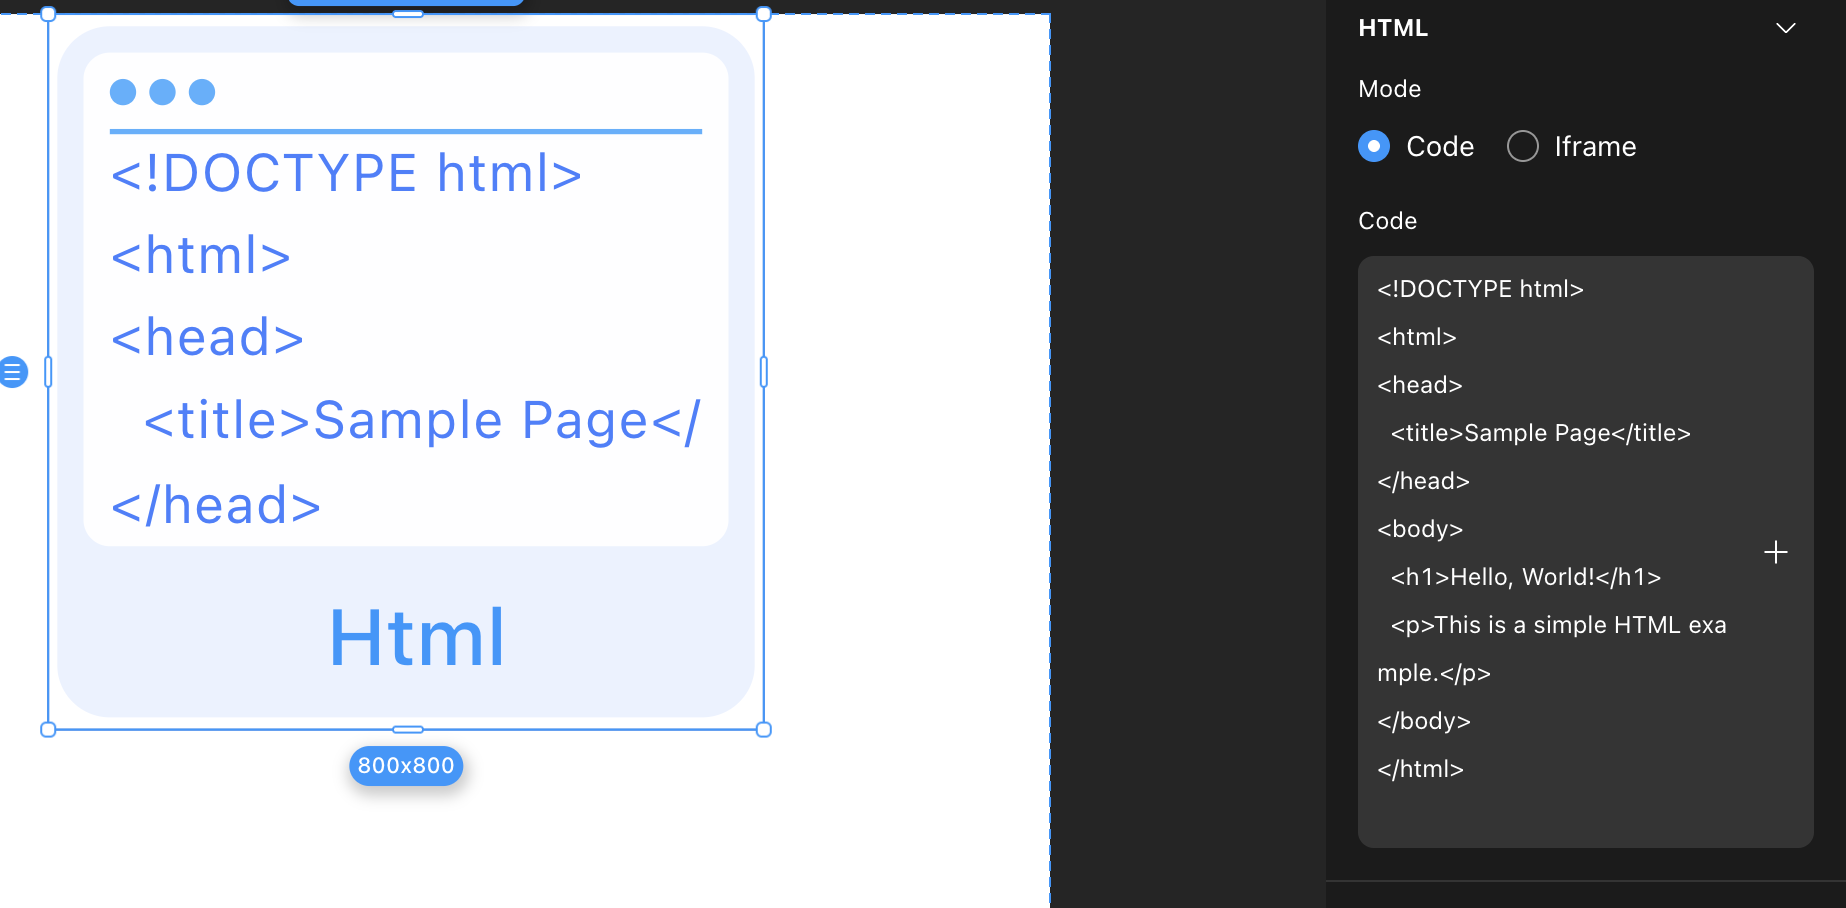 <!DOCTYPE html>
<html>
<head>
  <title>Sample Page</
</head>
Html
800x800
HTML
Mode
Code
Iframe
Code
<!DOCTYPE html>
<html>
<head>
  <title>Sample Page</title>
</head>
<body>
  <h1>Hello, World!</h1>
  <p>This is a simple HTML exa
mple.</p>
</body>
</html>